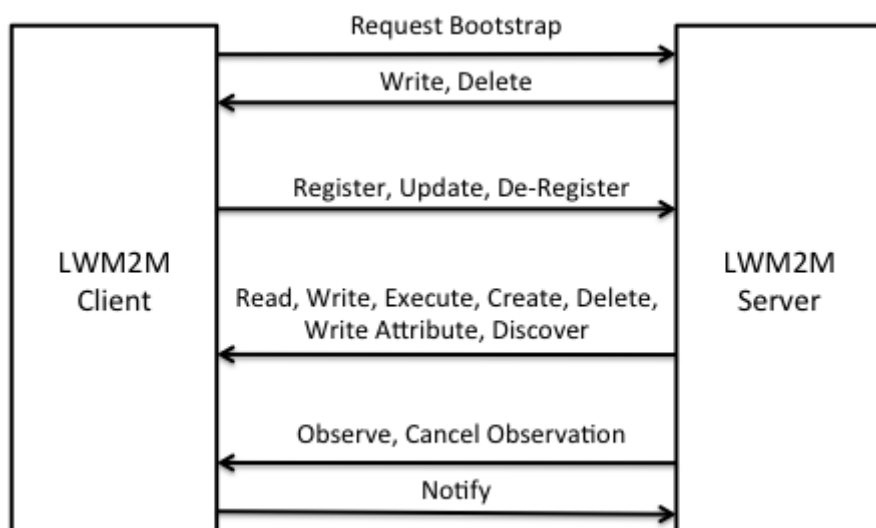 Request Bootstrap
Write, Delete
Register, Update, De-Register
LWM2M
Client
LWM2M
Server
Read, Write, Execute, Create, Delete,
Write Attribute, Discover
Observe, Cancel Observation
Notify